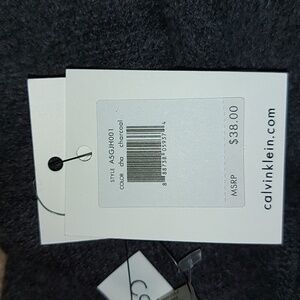 STYLE A5GJH001
COLOR cha charcoal
MSRP $38.00
calvinklein.com